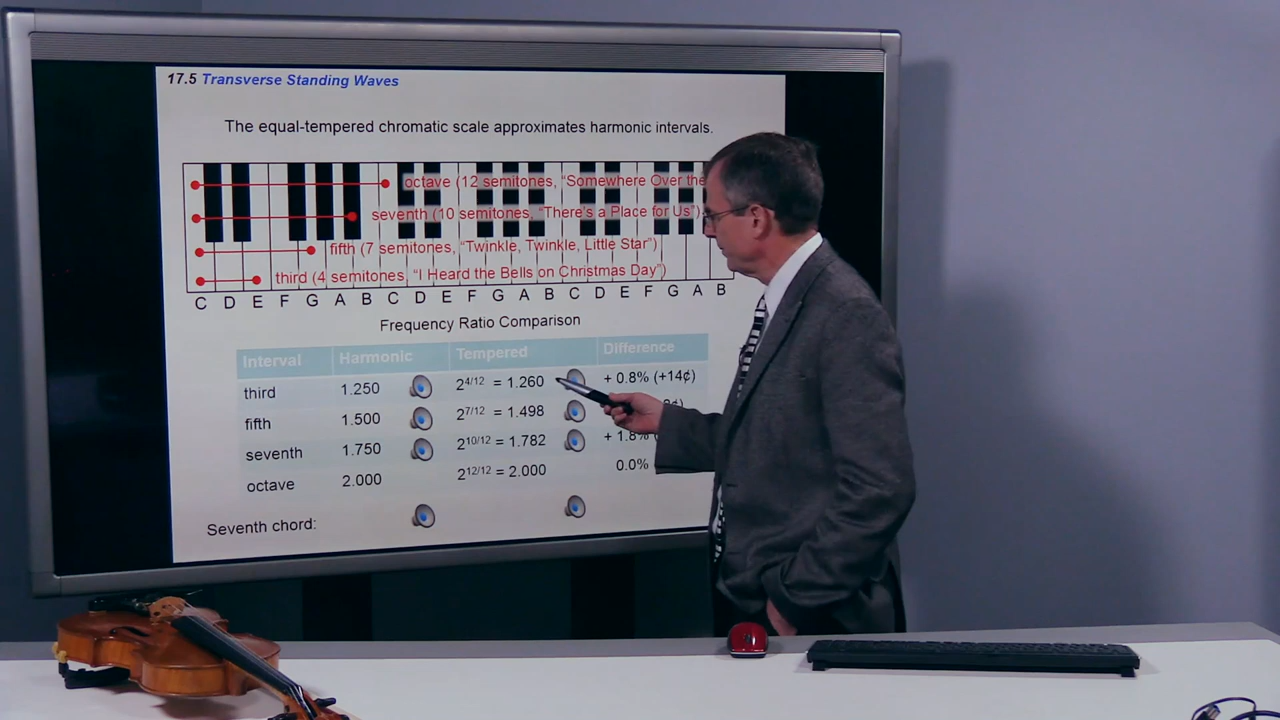 17.5 Transverse Standing Waves
The equal-tempered chromatic scale approximates harmonic intervals.
octave (12 semitones, “Somewhere Over the
seventh (10 semitones, “There’s a Place for Us”)
fifth (7 semitones, “Twinkle, Twinkle, Little Star”)
third (4 semitones, “I Heard the Bells on Christmas Day”)
C D E F G A B C D E F G A B C D E F G A B
Frequency Ratio Comparison
Interval Harmonic Tempered Difference
third 1.250 2^4/12 = 1.260 + 0.8% (+14¢)
fifth 1.500 2^7/12 = 1.498
seventh 1.750 2^10/12 = 1.782 + 1.8%
octave 2.000 2^12/12 = 2.000 0.0%
Seventh chord: